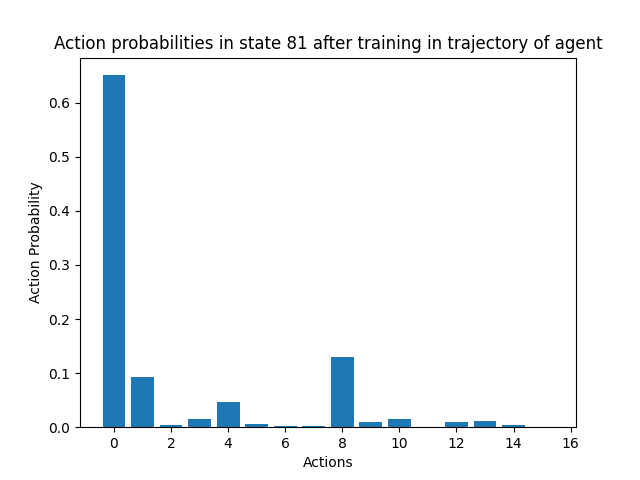 Action probabilities in state 81 after training in trajectory of agent
0.6
0.5
0.4
0.3
0.2
0.1
0.0
Action Probability
0 2 4 6 8 10 12 14 16
Actions